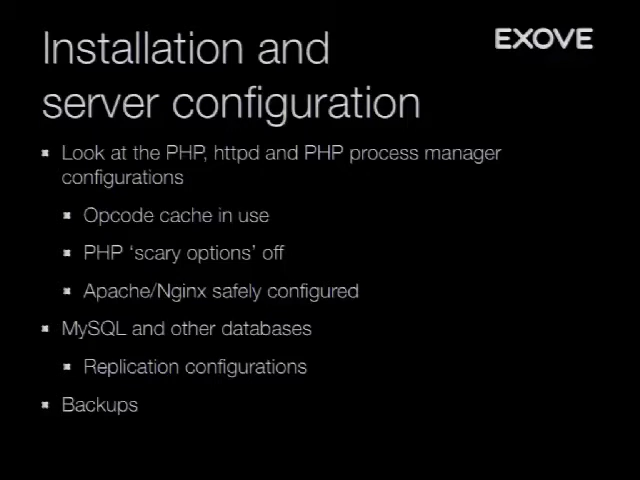 Installation and
EXOVE
server configuration
Look at the PHP, httpd and PHP process manager
configurations
Opcode cache in use
PHP ‘scary options’ off
Apache/Nginx safely configured
MySQL and other databases
Replication configurations
Backups